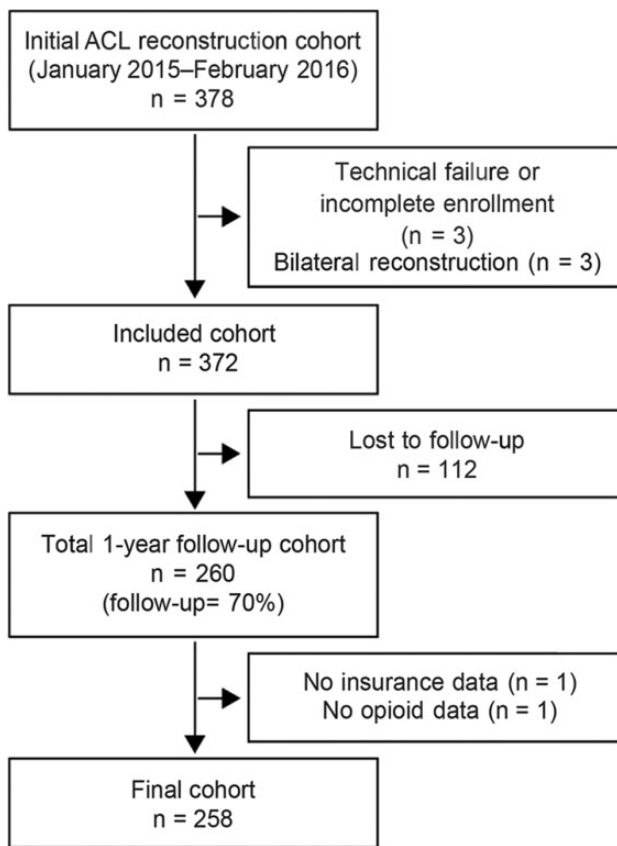 Initial ACL reconstruction cohort
(January 2015–February 2016)
n = 378
Technical failure or
incomplete enrollment
(n = 3)
Bilateral reconstruction (n = 3)
Included cohort
n = 372
Lost to follow-up
n = 112
Total 1-year follow-up cohort
n = 260
(follow-up= 70%)
No insurance data (n = 1)
No opioid data (n = 1)
Final cohort
n = 258